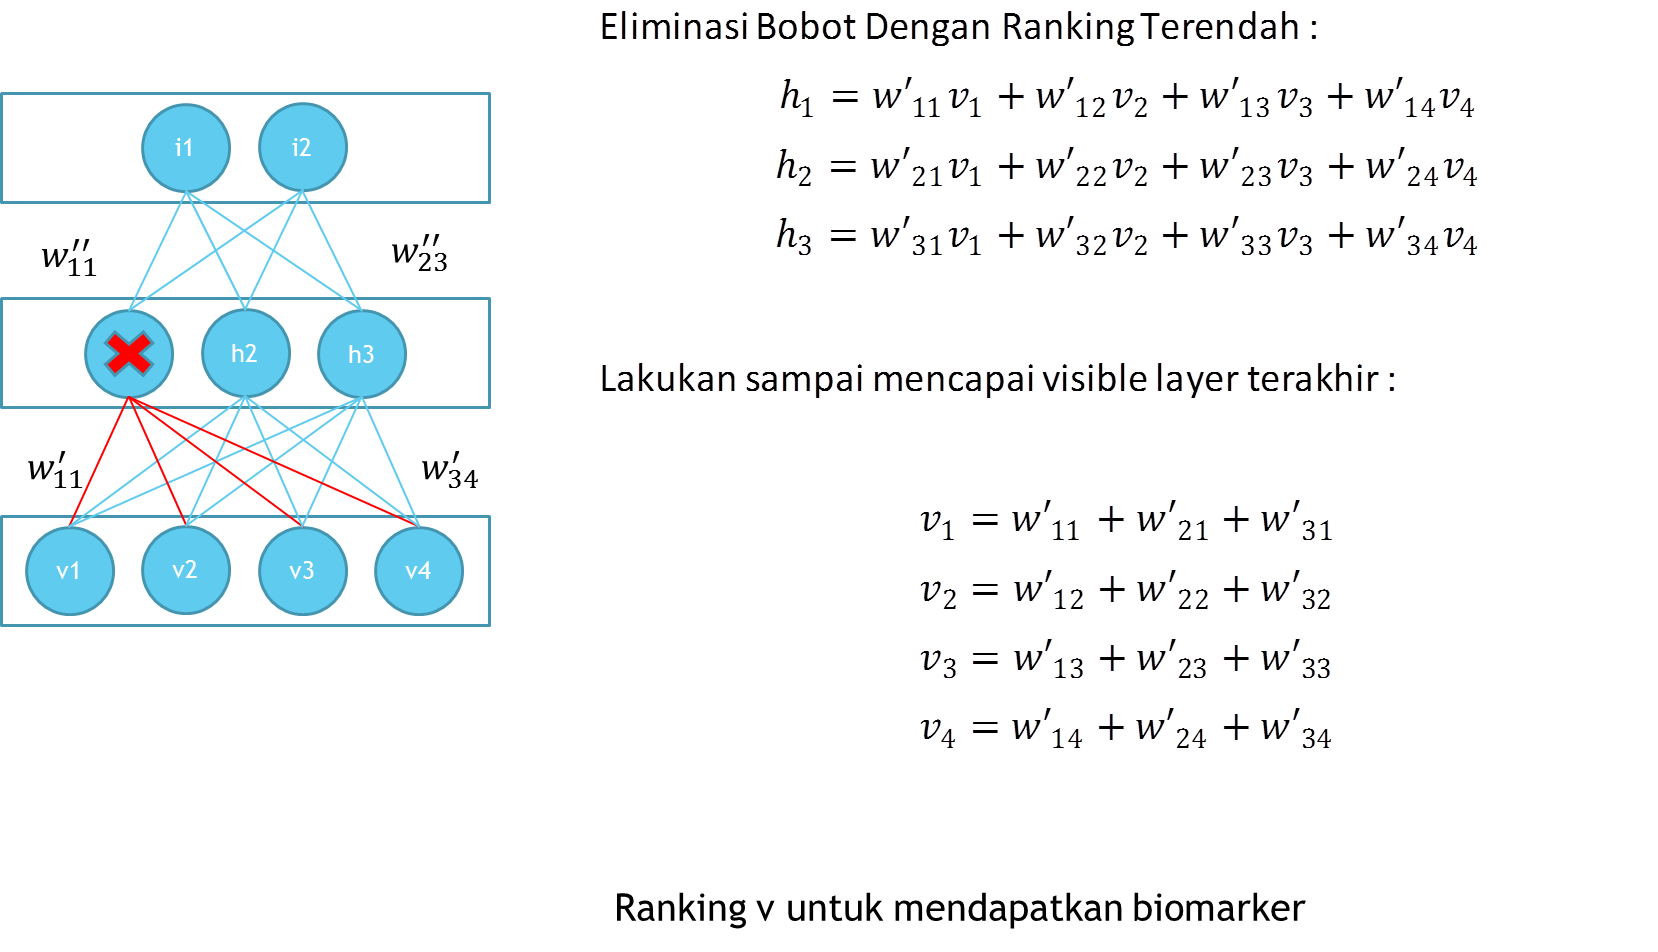 Eliminasi Bobot Dengan Ranking Terendah :
h₁ = w′₁₁v₁ + w′₁₂v₂ + w′₁₃v₃ + w′₁₄v₄
h₂ = w′₂₁v₁ + w′₂₂v₂ + w′₂₃v₃ + w′₂₄v₄
h₃ = w′₃₁v₁ + w′₃₂v₂ + w′₃₃v₃ + w′₃₄v₄
i1 i2
w″₁₁ w″₂₃
h2 h3
w′₁₁ w′₃₄
v1 v2 v3 v4
Lakukan sampai mencapai visible layer terakhir :
v₁ = w′₁₁ + w′₂₁ + w′₃₁
v₂ = w′₁₂ + w′₂₂ + w′₃₂
v₃ = w′₁₃ + w′₂₃ + w′₃₃
v₄ = w′₁₄ + w′₂₄ + w′₃₄
Ranking v untuk mendapatkan biomarker